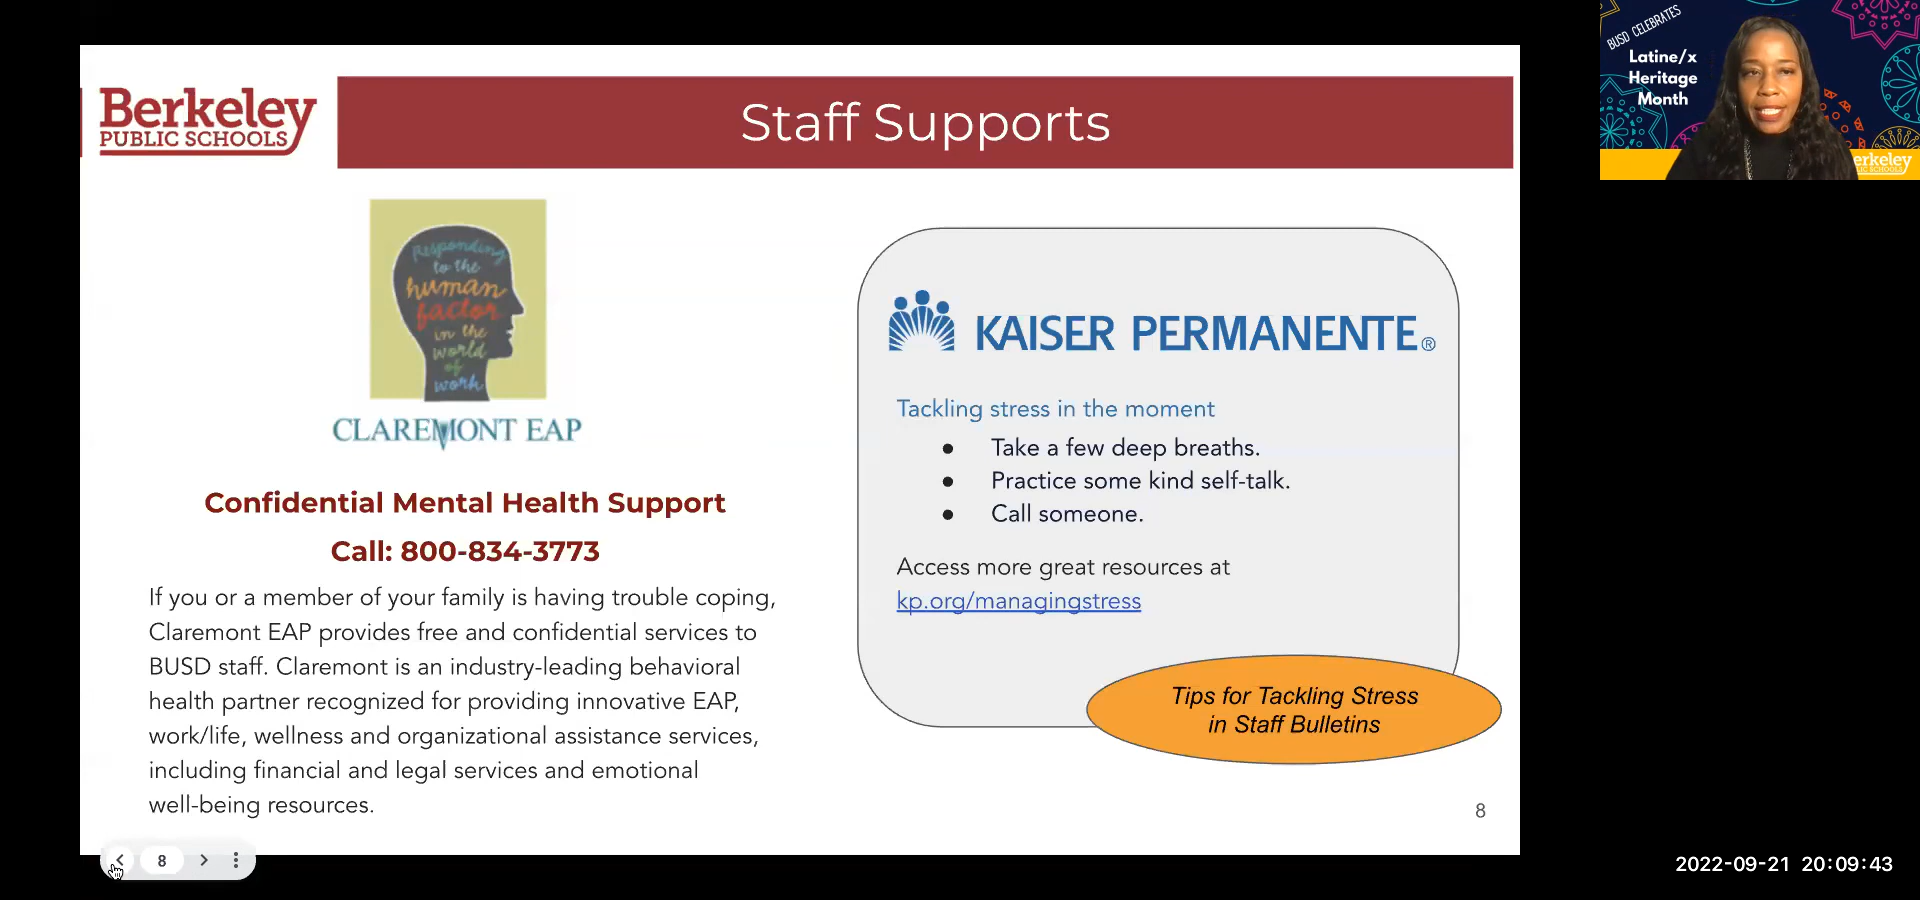 Berkeley
PUBLIC SCHOOLS
Staff Supports
Responding
to the
human
factor
in the
world
of
work
CLAREMONT EAP
Confidential Mental Health Support
Call: 800-834-3773
If you or a member of your family is having trouble coping,
Claremont EAP provides free and confidential services to
BUSD staff. Claremont is an industry-leading behavioral
health partner recognized for providing innovative EAP,
work/life, wellness and organizational assistance services,
including financial and legal services and emotional
well-being resources.
KAISER PERMANENTE®
Tackling stress in the moment
● Take a few deep breaths.
● Practice some kind self-talk.
● Call someone.
Access more great resources at
kp.org/managingstress
Tips for Tackling Stress
in Staff Bulletins
8
8
BUSD CELEBRATES
Latine/x
Heritage
Month
erkeley
2022-09-21 20:09:43